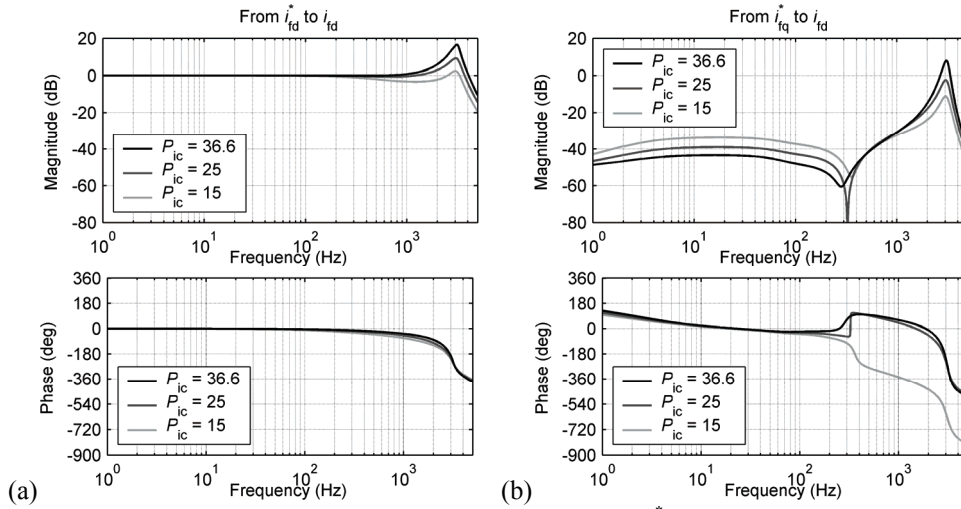 From i*fd to ifd
20
0
-20
-40
-60
-80
Magnitude (dB)
Pic = 36.6
Pic = 25
Pic = 15
10^0
10^1
10^2
10^3
Frequency (Hz)
360
180
0
-180
-360
-540
-720
-900
Phase (deg)
Pic = 36.6
Pic = 25
Pic = 15
10^0
10^1
10^2
10^3
Frequency (Hz)
(a)
From i*fq to ifd
20
0
-20
-40
-60
-80
Magnitude (dB)
Pic = 36.6
Pic = 25
Pic = 15
10^0
10^1
10^2
10^3
Frequency (Hz)
360
180
0
-180
-360
-540
-720
-900
Phase (deg)
Pic = 36.6
Pic = 25
Pic = 15
10^0
10^1
10^2
10^3
Frequency (Hz)
(b)
*